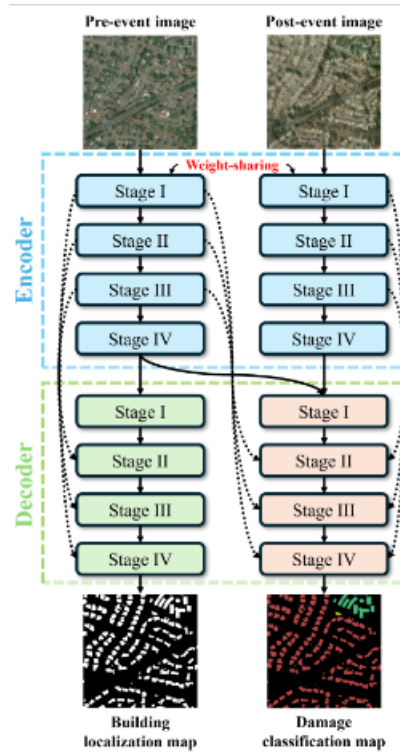 Pre-event image
Post-event image
Weight-sharing
Encoder
Stage I
Stage I
Stage II
Stage II
Stage III
Stage III
Stage IV
Stage IV
Decoder
Stage I
Stage I
Stage II
Stage II
Stage III
Stage III
Stage IV
Stage IV
Building
localization map
Damage
classification map